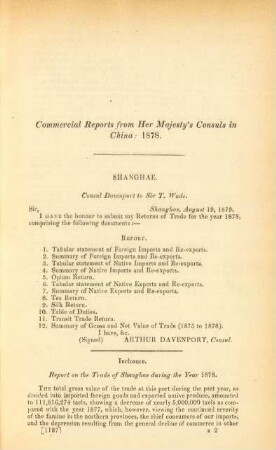 Commercial Reports from Her Majesty's Consuls in
China: 1878.
SHANGHAE.
Consul Davenport to Sir T. Wade.
Sir, Shanghae, August 19, 1879.
I HAVE the honour to submit my Returns of Trade for the year 1878,
comprising the following documents:—
REPORT.
1. Tabular statement of Foreign Imports and Re-exports.
2. Summary of Foreign Imports and Re-exports.
3. Tabular statement of Native Imports and Re-exports.
4. Summary of Native Imports and Re-exports.
5. Opium Return.
6. Tabular statement of Native Exports and Re-exports.
7. Summary of Native Exports and Re-exports.
8. Tea Return.
9. Silk Return.
10. Table of Duties.
11. Transit Trade Return.
12. Summary of Gross and Net Value of Trade (1875 to 1878).
I have, &c.
(Signed) ARTHUR DAVENPORT, Consul.
Inclosure.
Report on the Trade of Shanghae during the Year 1878.
THE total gross value of the trade at this port during the past year, as
divided into imported foreign goods and exported native produce, amounted
to 111,816,274 taels, showing a decrease of nearly 5,000,000 taels as com-
pared with the year 1877, which, however, viewing the continued severity
of the famine in the northern provinces, the chief consumers of our imports,
and the depression resulting from the general decline of commerce in other
[1187] B 2